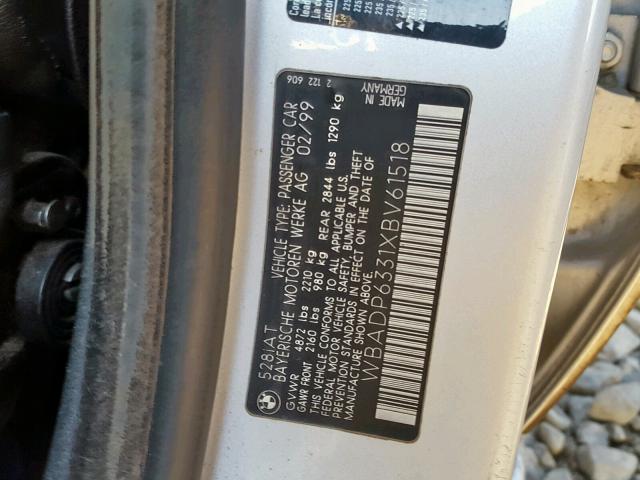 528i/AT
VEHICLE TYPE: PASSENGER CAR
2 122 606
BAYERISCHE MOTOREN WERKE AG 02/99
GVWR 4872 lbs 2210 kg
GAWR FRONT 2160 lbs 980 kg REAR 2844 lbs 1290 kg
THIS VEHICLE CONFORMS TO ALL APPLICABLE U.S.
FEDERAL MOTOR VEHICLE SAFETY, BUMPER AND THEFT
PREVENTION STANDARDS IN EFFECT ON THE DATE OF
MANUFACTURE SHOWN ABOVE.
MADE IN
GERMANY
WBADP6331XBV61518